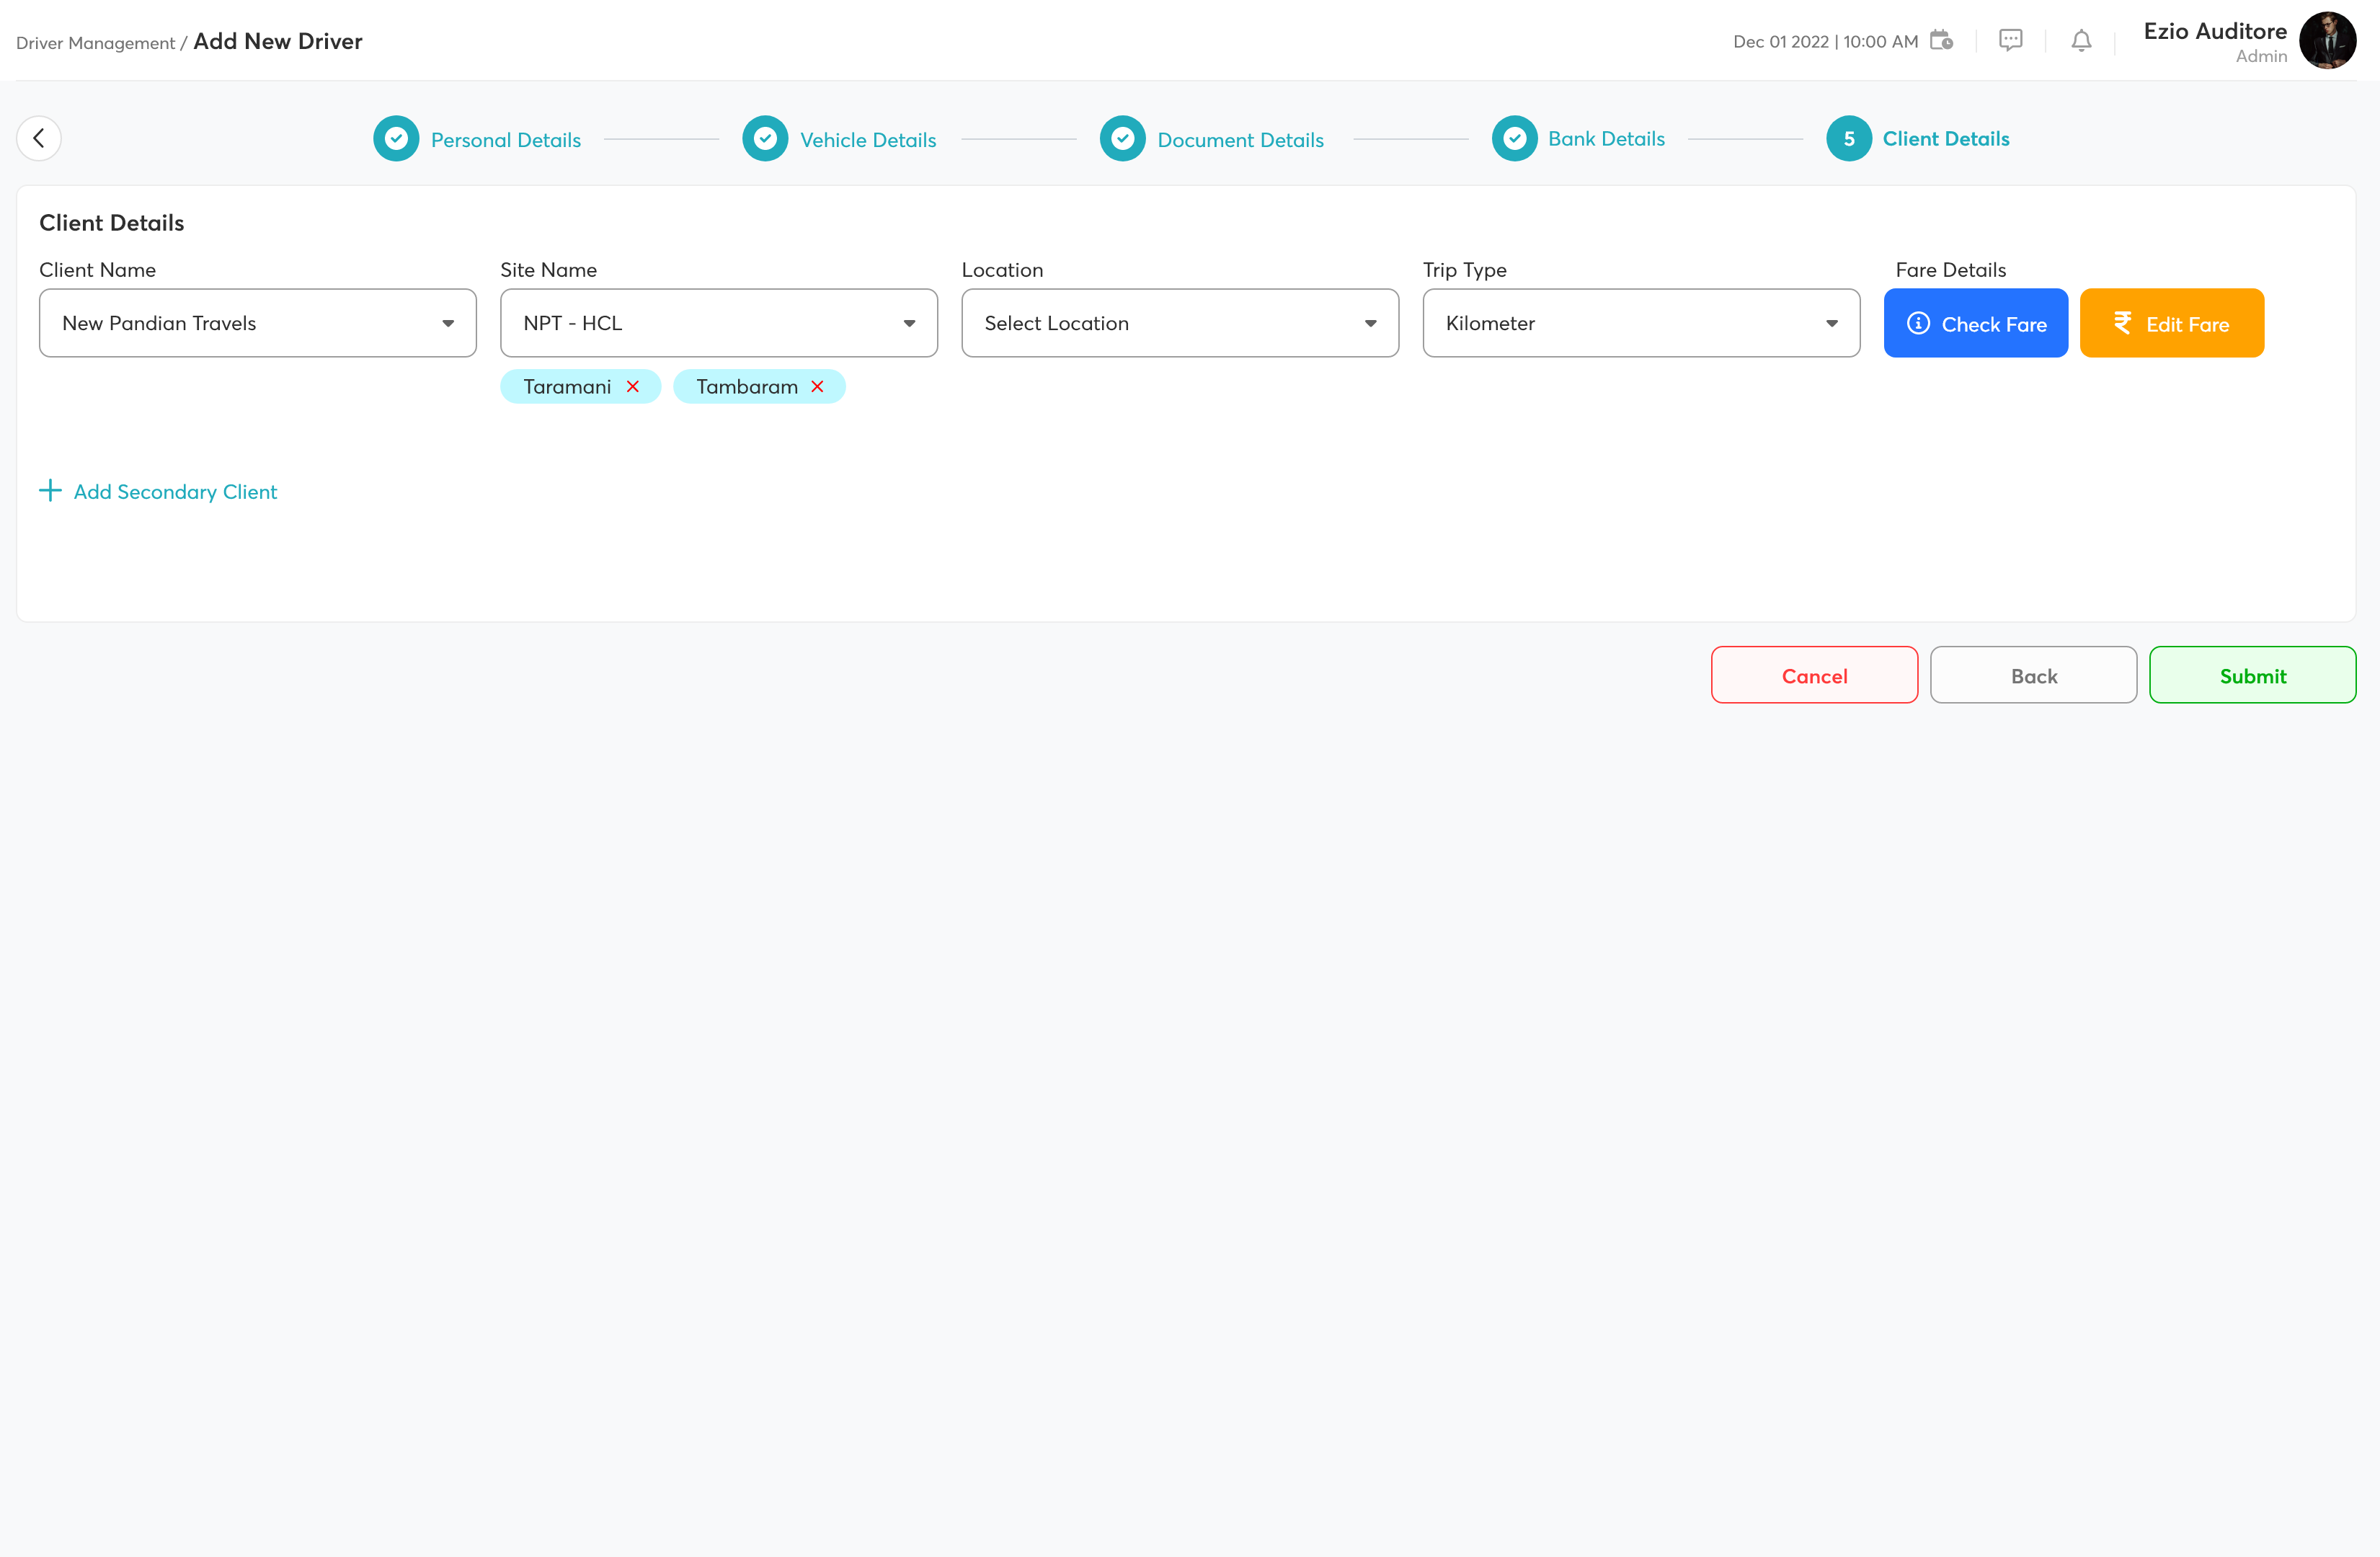 Driver Management / Add New Driver
Dec 01 2022 | 10:00 AM
Ezio Auditore
Admin
Personal Details
Vehicle Details
Document Details
Bank Details
5 Client Details
Client Details
Client Name
Site Name
Location
Trip Type
Fare Details
New Pandian Travels
NPT - HCL
Select Location
Kilometer
Check Fare
₹ Edit Fare
Taramani
Tambaram
Add Secondary Client
Cancel
Back
Submit